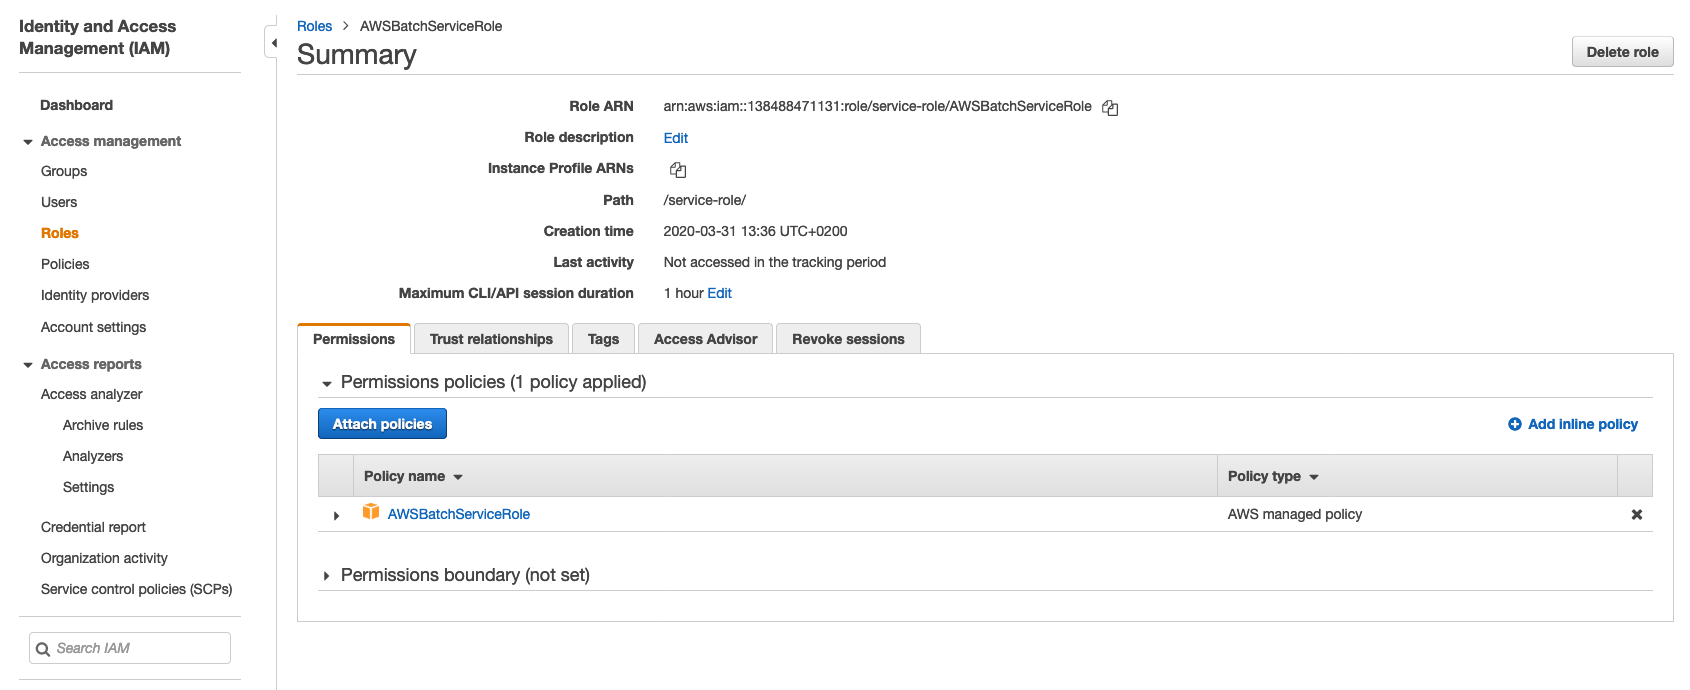 Identity and Access
Management (IAM)
Dashboard
Access management
Groups
Users
Roles
Policies
Identity providers
Account settings
Access reports
Access analyzer
Archive rules
Analyzers
Settings
Credential report
Organization activity
Service control policies (SCPs)
Search IAM
Roles > AWSBatchServiceRole
Summary
Delete role
Role ARN arn:aws:iam::138488471131:role/service-role/AWSBatchServiceRole
Role description Edit
Instance Profile ARNs
Path /service-role/
Creation time 2020-03-31 13:36 UTC+0200
Last activity Not accessed in the tracking period
Maximum CLI/API session duration 1 hour Edit
Permissions Trust relationships Tags Access Advisor Revoke sessions
Permissions policies (1 policy applied)
Attach policies Add inline policy
Policy name Policy type
AWSBatchServiceRole AWS managed policy
Permissions boundary (not set)